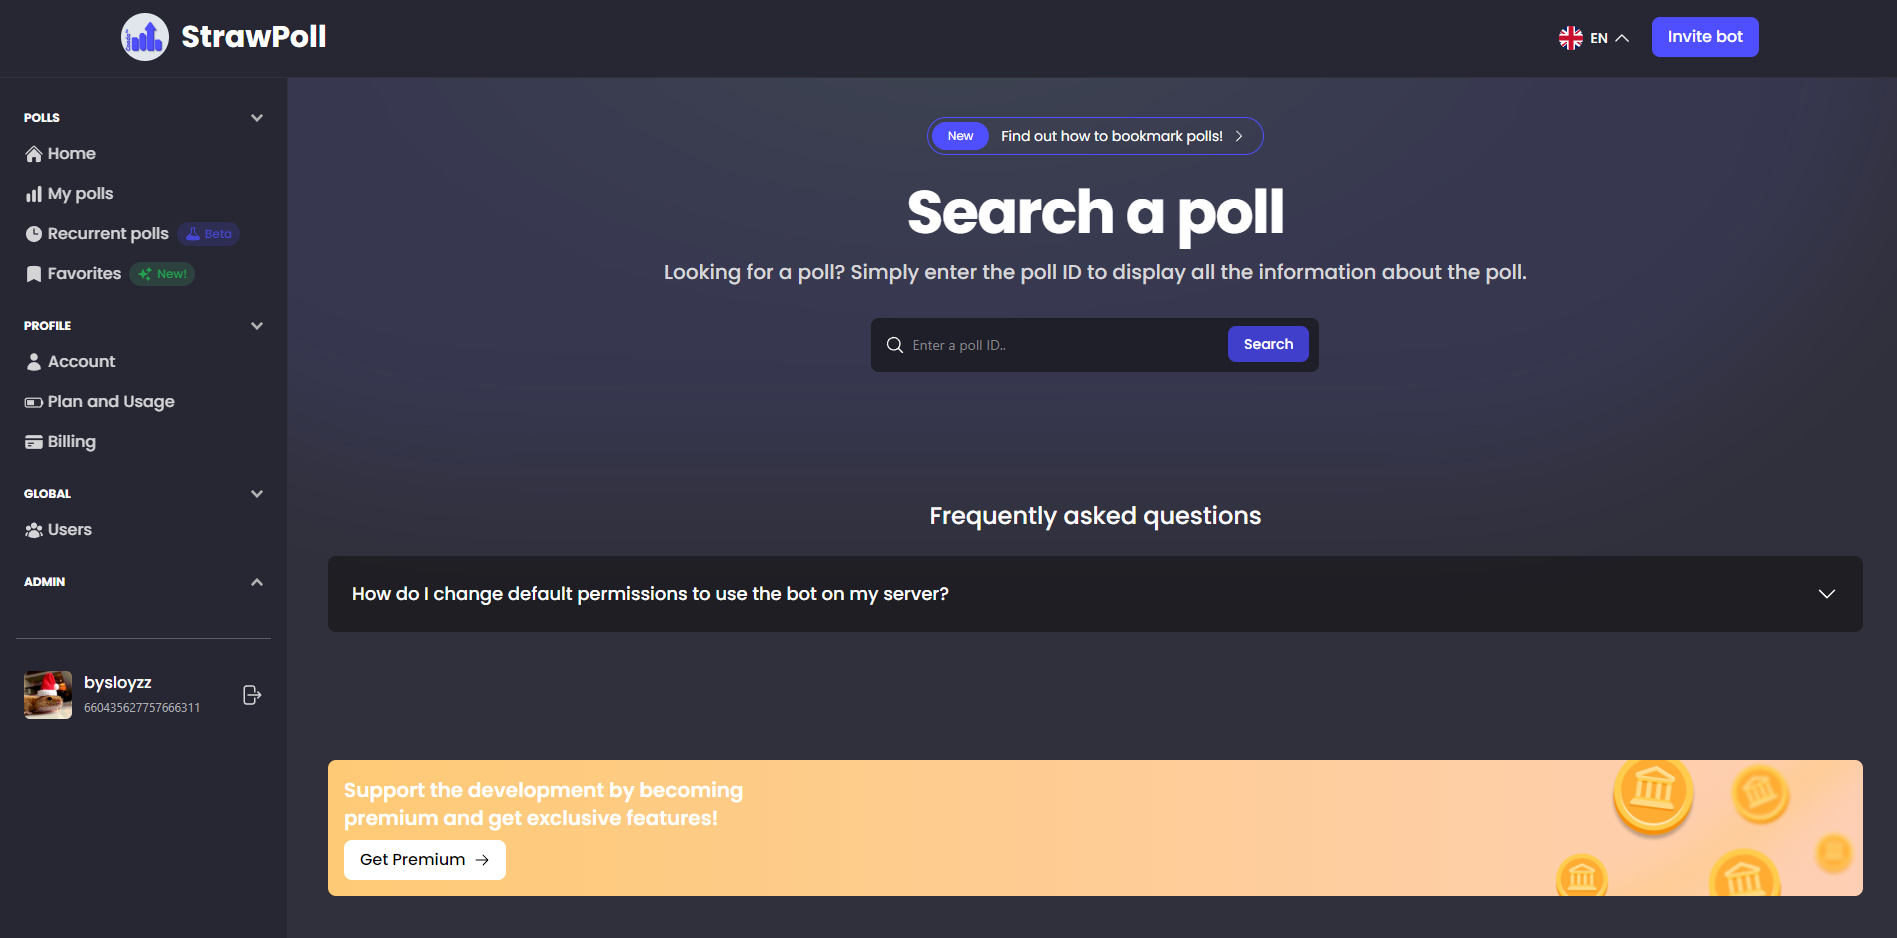 StrawPoll
EN
Invite bot
POLLS
Home
My polls
Recurrent polls Beta
Favorites New!
PROFILE
Account
Plan and Usage
Billing
GLOBAL
Users
ADMIN
bysloyzz
660435627757666311
New Find out how to bookmark polls!
Search a poll
Looking for a poll? Simply enter the poll ID to display all the information about the poll.
Enter a poll ID..
Search
Frequently asked questions
How do I change default permissions to use the bot on my server?
Support the development by becoming
premium and get exclusive features!
Get Premium